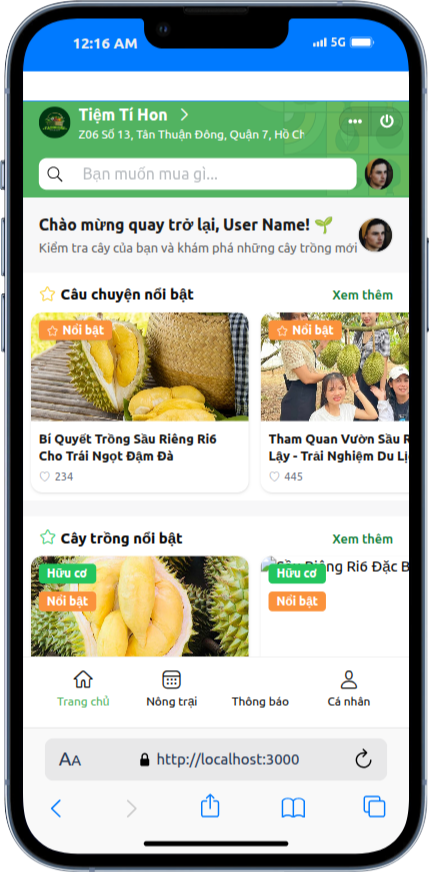 12:16 AM
5G
Tiệm Tí Hon
Z06 Số 13, Tân Thuận Đông, Quận 7, Hồ Ch
Bạn muốn mua gì...
Chào mừng quay trở lại, User Name! 🌱
Kiểm tra cây của bạn và khám phá những cây trồng mới
Câu chuyện nổi bật
Xem thêm
Nổi bật
Nổi bật
Bí Quyết Trồng Sầu Riêng Ri6
Cho Trái Ngọt Đậm Đà
234
Tham Quan Vườn Sầu R
Lậy - Trải Nghiệm Du Lị
445
Cây trồng nổi bật
Xem thêm
Hữu cơ
Nổi bật
Sầu Riêng Ri6 Đặc B
Hữu cơ
Nổi bật
Trang chủ
Nông trại
Thông báo
Cá nhân
AA
http://localhost:3000